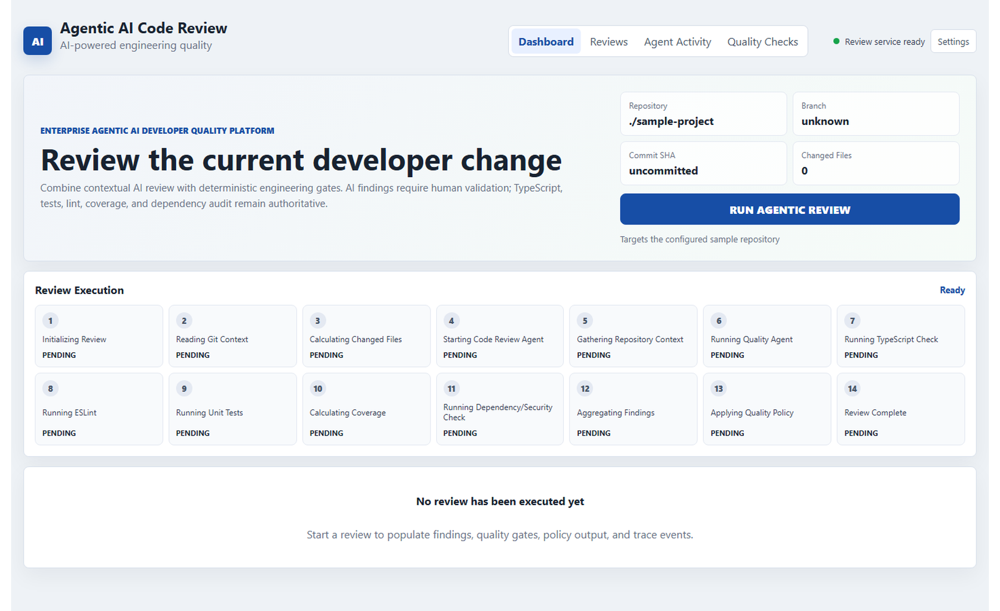 AI
Agentic AI Code Review
AI-powered engineering quality
Dashboard
Reviews
Agent Activity
Quality Checks
Review service ready
Settings
ENTERPRISE AGENTIC AI DEVELOPER QUALITY PLATFORM
Review the current developer change
Combine contextual AI review with deterministic engineering gates. AI findings require human validation; TypeScript,
tests, lint, coverage, and dependency audit remain authoritative.
Repository
./sample-project
Branch
unknown
Commit SHA
uncommitted
Changed Files
0
RUN AGENTIC REVIEW
Targets the configured sample repository
Review Execution
Ready
1
Initializing Review
PENDING
2
Reading Git Context
PENDING
3
Calculating Changed Files
PENDING
4
Starting Code Review Agent
PENDING
5
Gathering Repository Context
PENDING
6
Running Quality Agent
PENDING
7
Running TypeScript Check
PENDING
8
Running ESLint
PENDING
9
Running Unit Tests
PENDING
10
Calculating Coverage
PENDING
11
Running Dependency/Security
Check
PENDING
12
Aggregating Findings
PENDING
13
Applying Quality Policy
PENDING
14
Review Complete
PENDING
No review has been executed yet
Start a review to populate findings, quality gates, policy output, and trace events.